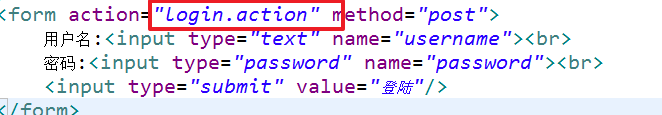 <form action="login.action" method="post">
用户名:<input type="text" name="username"><br>
密码:<input type="password" name="password"><br>
<input type="submit" value="登陆"/>
</form>